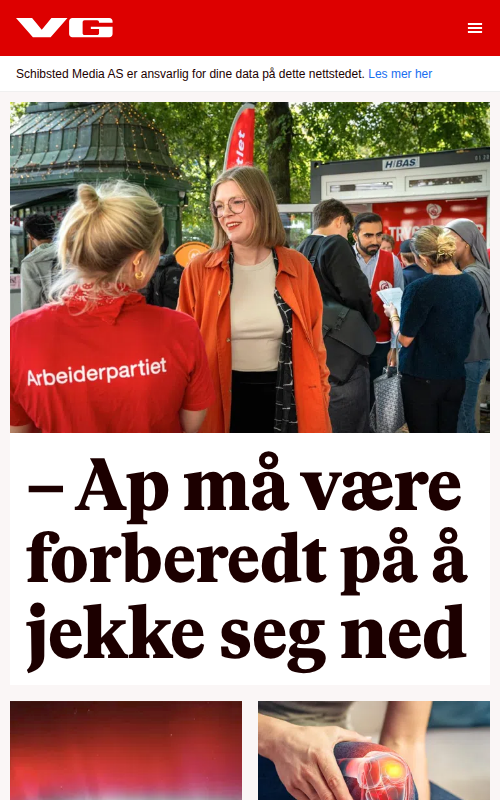 VG
Schibsted Media AS er ansvarlig for dine data på dette nettstedet. Les mer her
HiBAS
Arbeiderpartiet
– Ap må være
forberedt på å
jekke seg ned